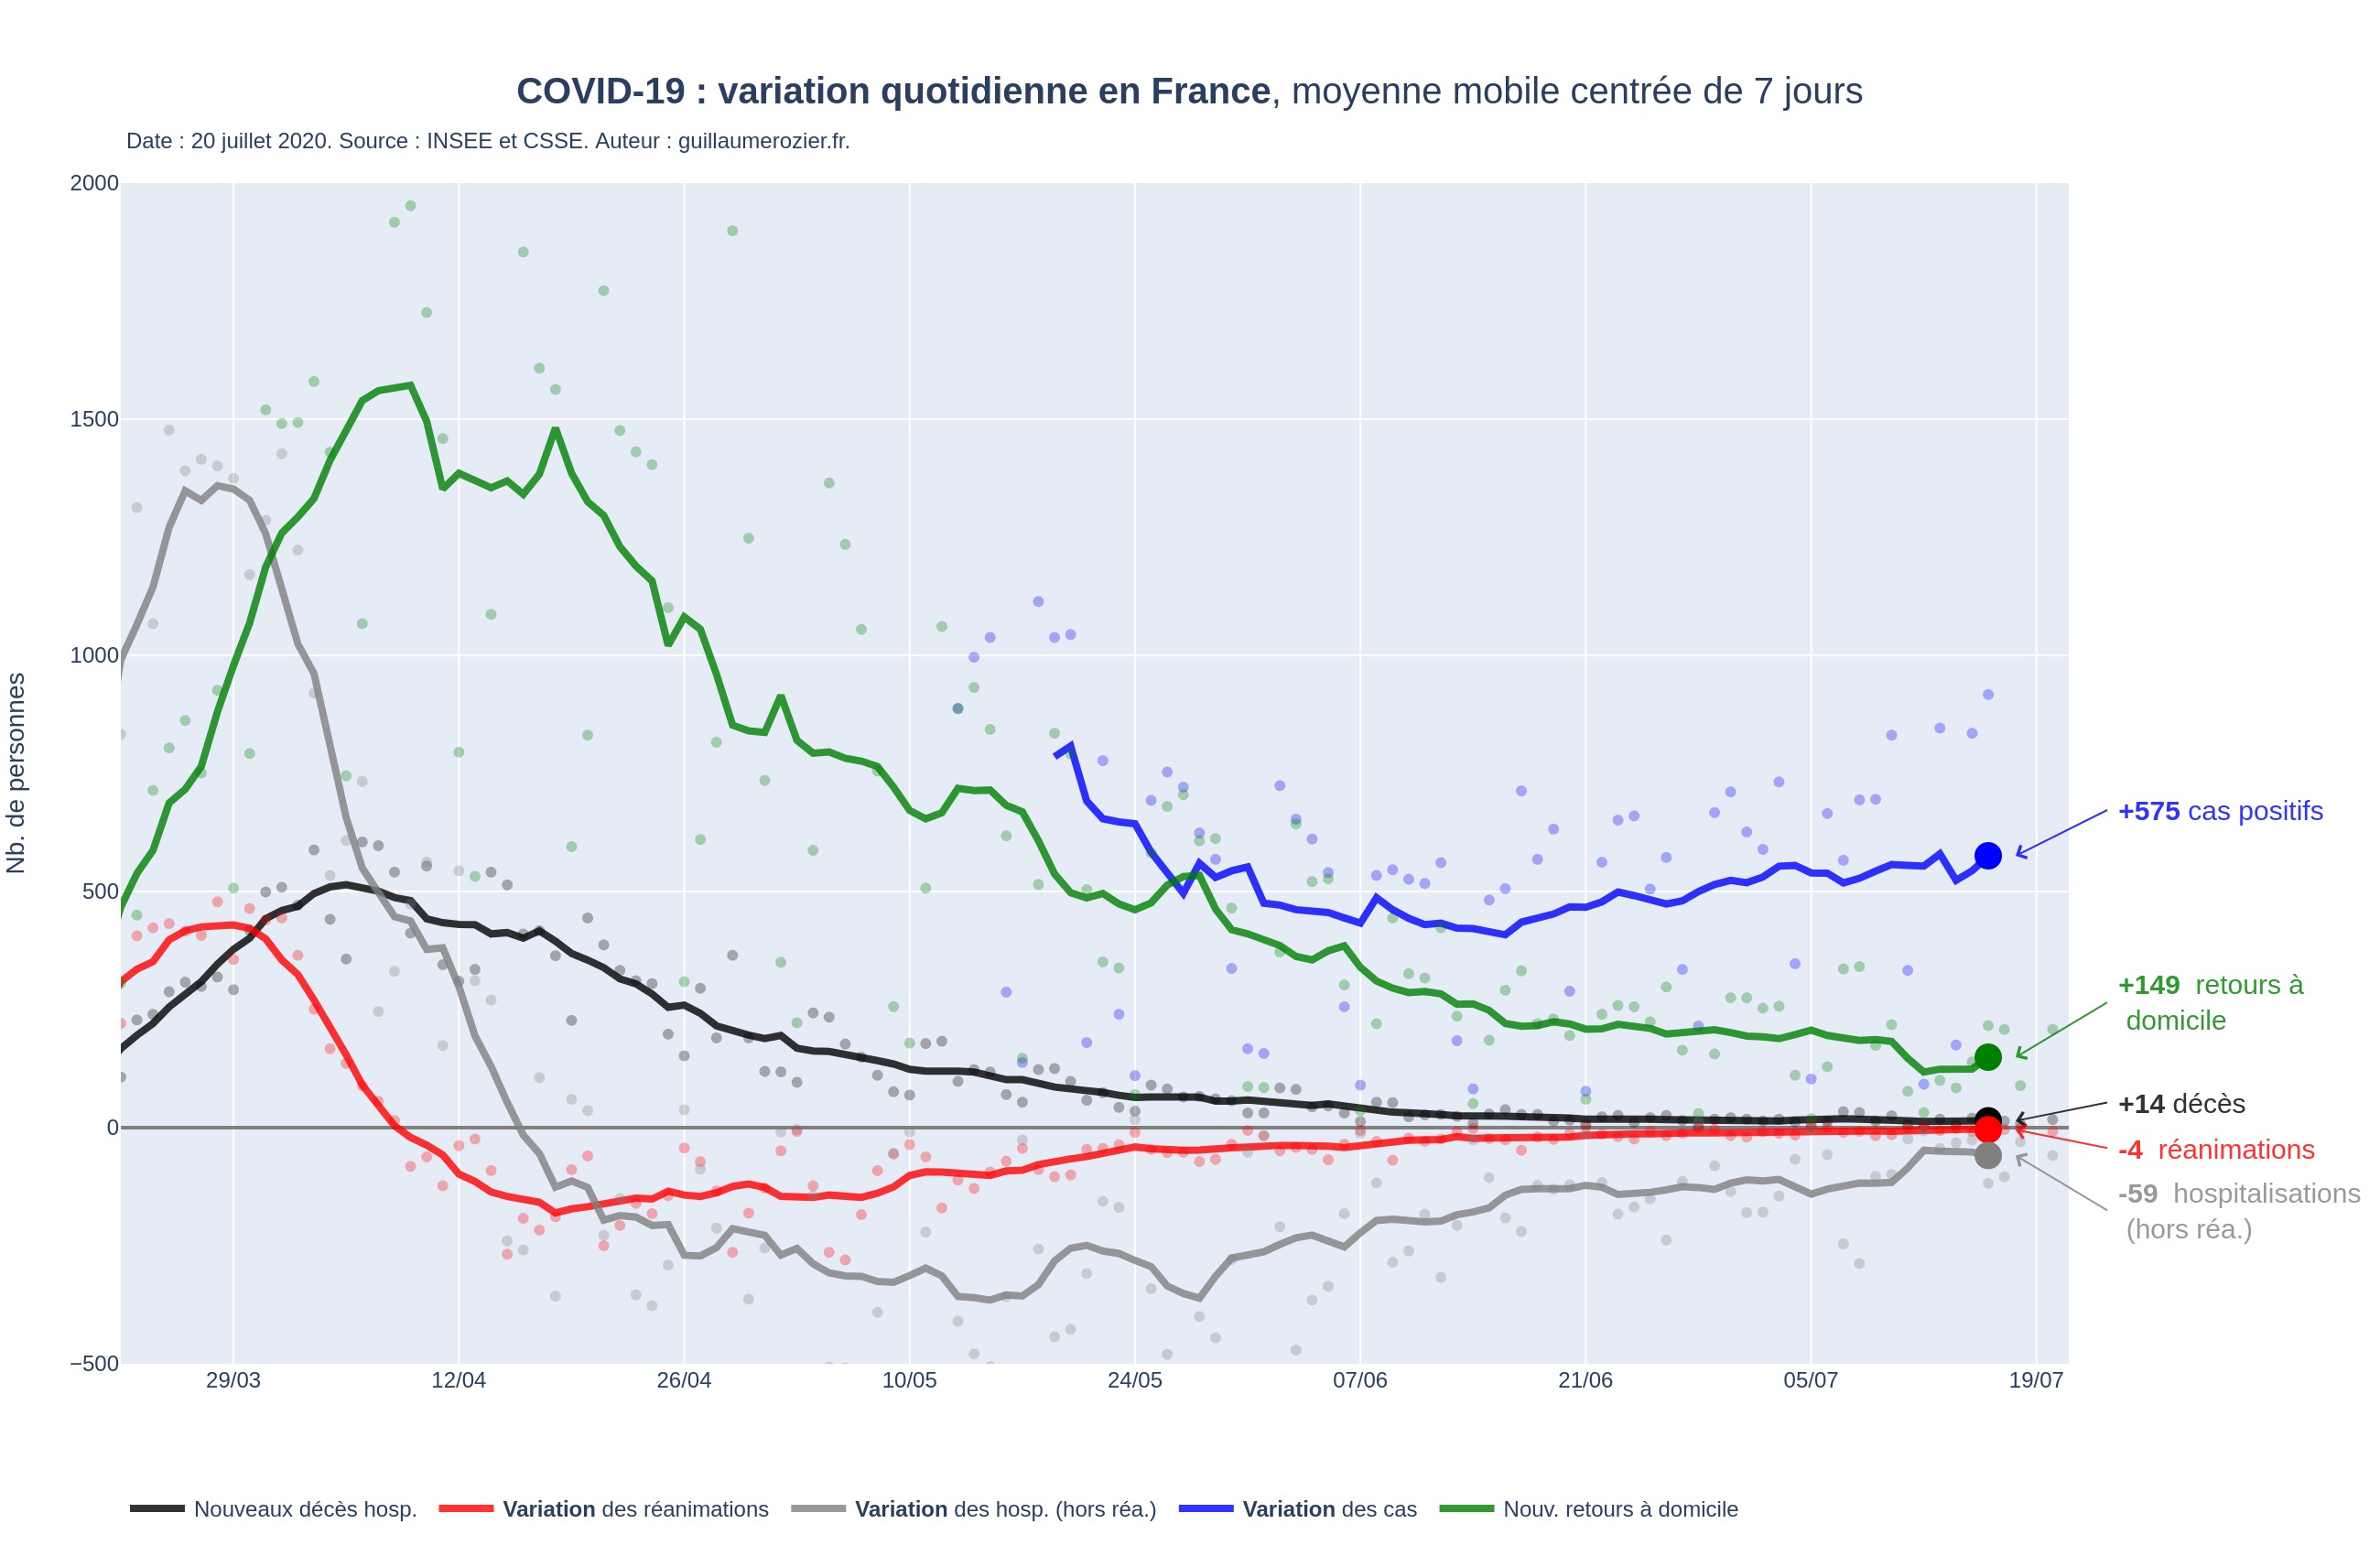 COVID-19 : variation quotidienne en France, moyenne mobile centrée de 7 jours
Date : 20 juillet 2020. Source : INSEE et CSSE. Auteur : guillaumerozier.fr.
Nb. de personnes
2000
1500
1000
500
0
−500
29/03
12/04
26/04
10/05
24/05
07/06
21/06
05/07
19/07
+575 cas positifs
+149 retours à
domicile
+14 décès
-4 réanimations
-59 hospitalisations
(hors réa.)
Nouveaux décès hosp.
Variation des réanimations
Variation des hosp. (hors réa.)
Variation des cas
Nouv. retours à domicile